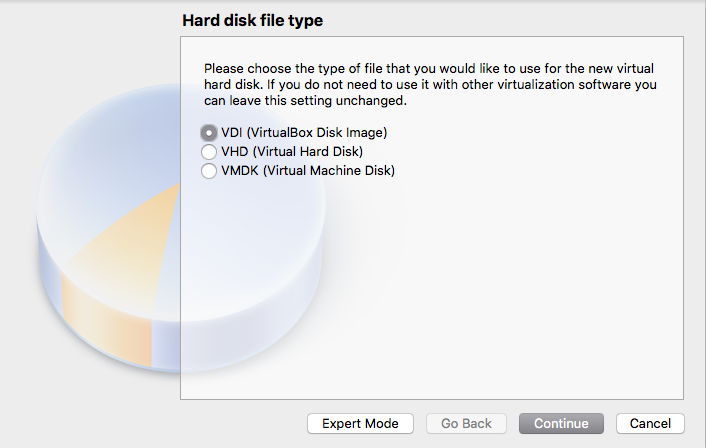 Hard disk file type
Please choose the type of file that you would like to use for the new virtual
hard disk. If you do not need to use it with other virtualization software you
can leave this setting unchanged.
VDI (VirtualBox Disk Image)
VHD (Virtual Hard Disk)
VMDK (Virtual Machine Disk)
Expert Mode
Go Back
Continue
Cancel